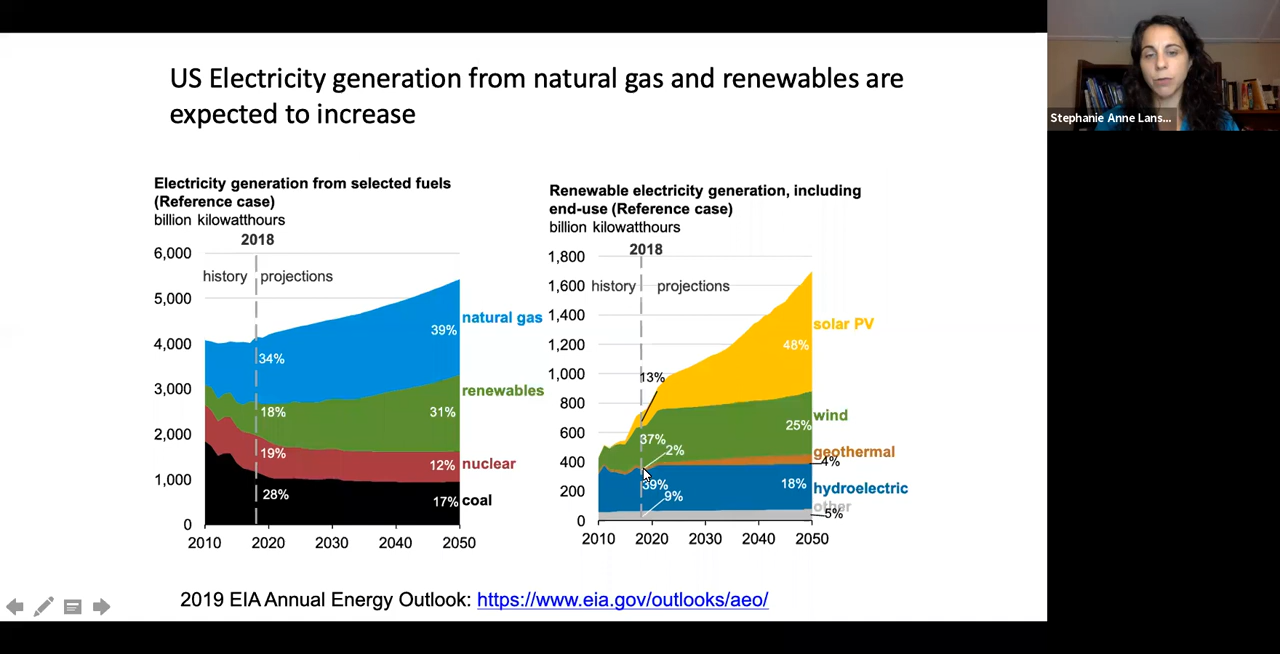 US Electricity generation from natural gas and renewables are
expected to increase
Stephanie Anne Lans...
Electricity generation from selected fuels
(Reference case)
billion kilowatthours
2018
6,000
history
projections
5,000
4,000
3,000
2,000
1,000
0
natural gas
39%
34%
renewables
31%
18%
nuclear
12%
19%
coal
17%
28%
2010
2020
2030
2040
2050
Renewable electricity generation, including
end-use (Reference case)
billion kilowatthours
2018
1,800
1,600
history
projections
1,400
1,200
1,000
800
600
400
200
0
solar PV
48%
13%
wind
25%
37%
2%
geothermal
4%
39%
18%
hydroelectric
9%
other
5%
2010
2020
2030
2040
2050
2019 EIA Annual Energy Outlook: https://www.eia.gov/outlooks/aeo/